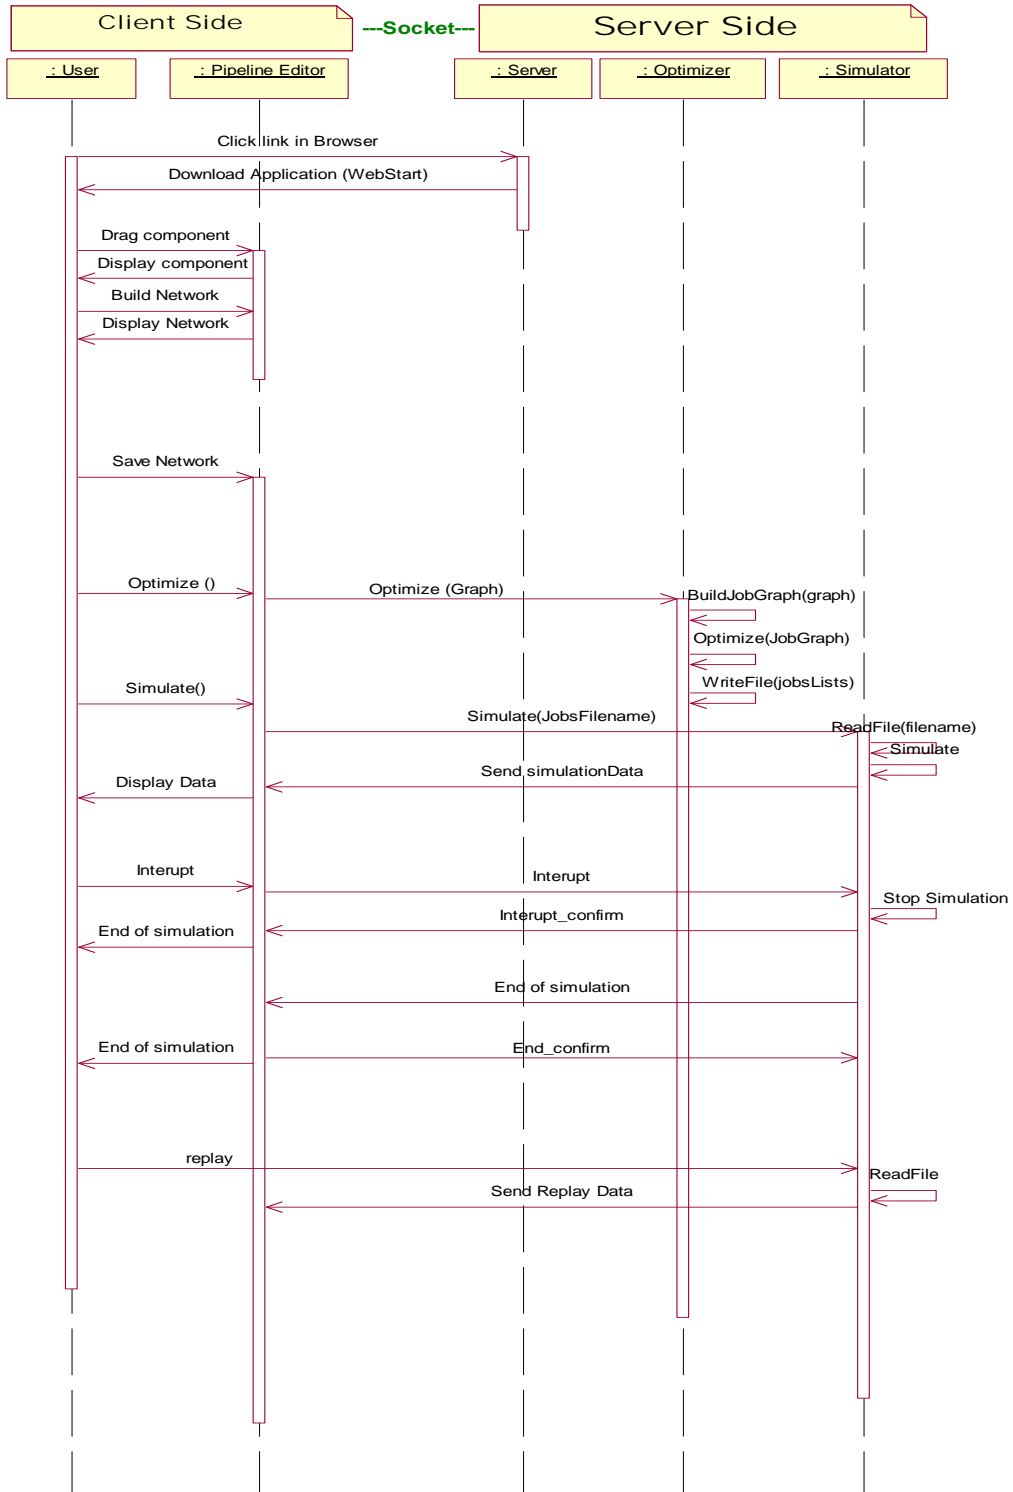 Client Side
---Socket---
Server Side
: User
: Pipeline Editor
: Server
: Optimizer
: Simulator
Click link in Browser
Download Application (WebStart)
Drag component
Display component
Build Network
Display Network
Save Network
Optimize ()
Optimize (Graph)
BuildJobGraph(graph)
Optimize(JobGraph)
WriteFile(jobsLists)
Simulate()
Simulate(JobsFilename)
ReadFile(filename)
Simulate
Send simulationData
Display Data
Interupt
Interupt
Stop Simulation
Interupt_confirm
End of simulation
End of simulation
End of simulation
End_confirm
replay
ReadFile
Send Replay Data